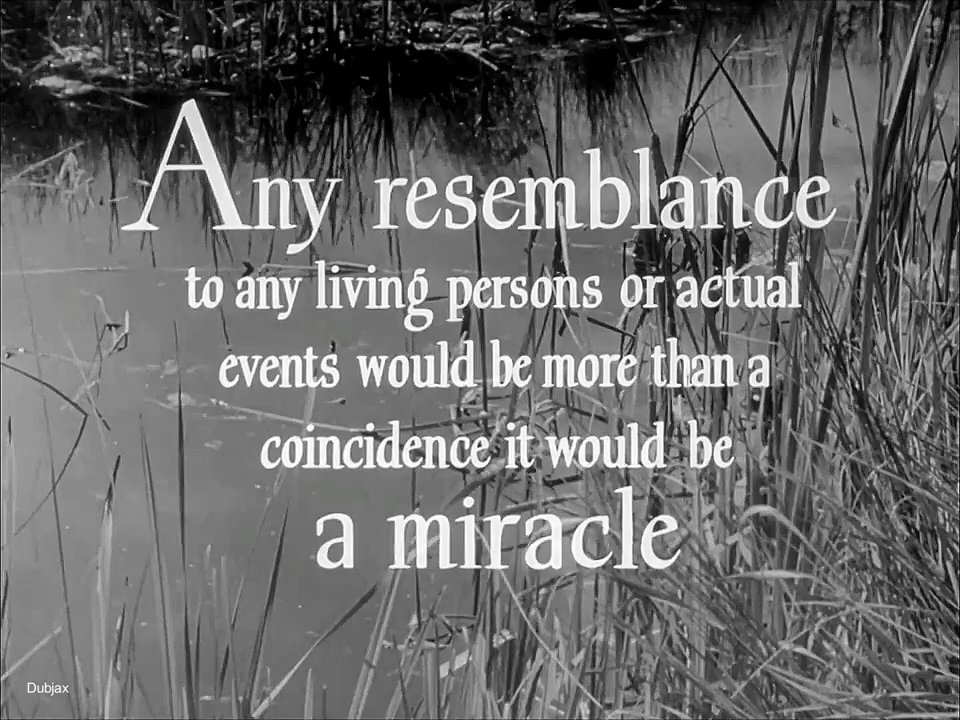 Any resemblance
to any living persons or actual
events would be more than a
coincidence it would be
a miracle
Dubjax